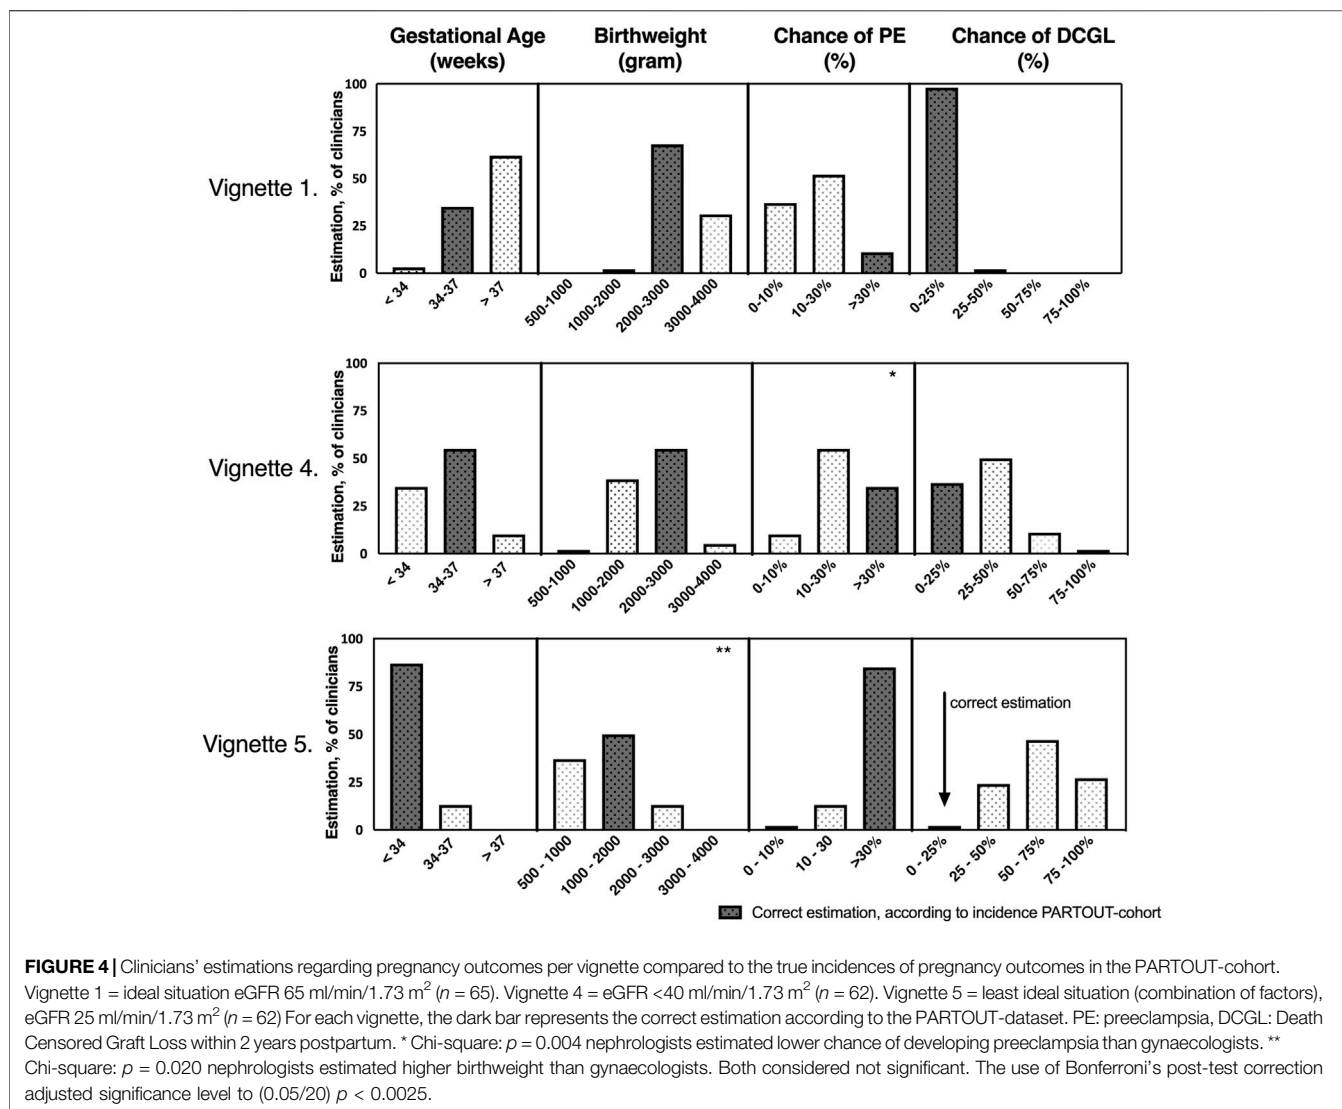 Gestational Age (weeks)
Birthweight (gram)
Chance of PE (%)
Chance of DCGL (%)
Vignette 1.
Estimation, % of clinicians
100
75
50
25
0
< 34
34-37
> 37
500-1000
1000-2000
2000-3000
3000-4000
0-10%
10-30%
>30%
0-25%
25-50%
50-75%
75-100%
Vignette 4.
Estimation, % of clinicians
100
75
50
25
0
*
< 34
34-37
> 37
500-1000
1000-2000
2000-3000
3000-4000
0-10%
10-30%
>30%
0-25%
25-50%
50-75%
75-100%
Vignette 5.
Estimation, % of clinicians
100
75
50
25
0
**
correct estimation
< 34
34-37
> 37
500 - 1000
1000 - 2000
2000 - 3000
3000 - 4000
0 - 10%
10 - 30
>30%
0 - 25%
25 - 50%
50 - 75%
75 -100%
Correct estimation, according to incidence PARTOUT-cohort
FIGURE 4 | Clinicians’ estimations regarding pregnancy outcomes per vignette compared to the true incidences of pregnancy outcomes in the PARTOUT-cohort.
Vignette 1 = ideal situation eGFR 65 ml/min/1.73 m² (n = 65). Vignette 4 = eGFR <40 ml/min/1.73 m² (n = 62). Vignette 5 = least ideal situation (combination of factors),
eGFR 25 ml/min/1.73 m² (n = 62) For each vignette, the dark bar represents the correct estimation according to the PARTOUT-dataset. PE: preeclampsia, DCGL: Death
Censored Graft Loss within 2 years postpartum. * Chi-square: p = 0.004 nephrologists estimated lower chance of developing preeclampsia than gynaecologists. **
Chi-square: p = 0.020 nephrologists estimated higher birthweight than gynaecologists. Both considered not significant. The use of Bonferroni’s post-test correction
adjusted significance level to (0.05/20) p < 0.0025.